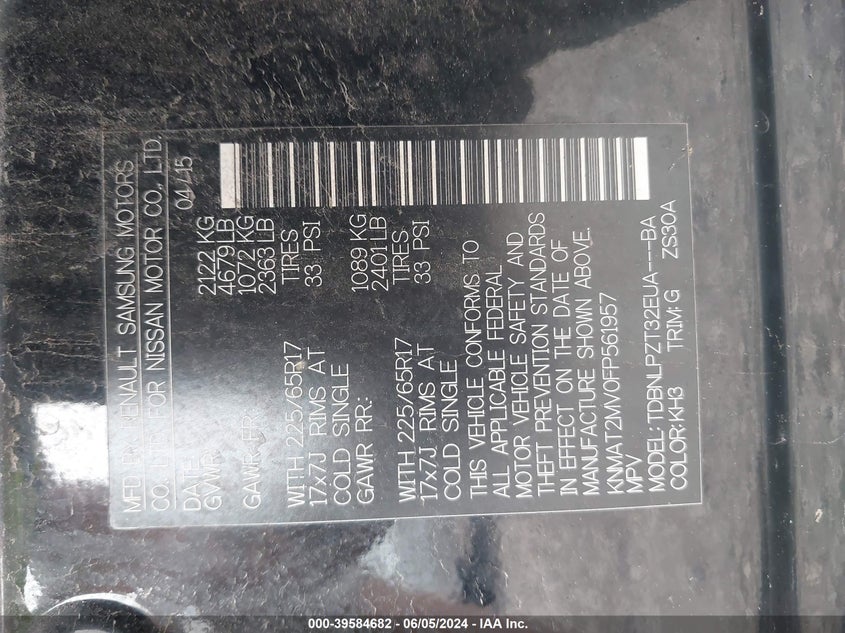 MFD BY RENAULT SAMSUNG MOTORS
CO. LTD. FOR NISSAN MOTOR CO., LTD.
DATE: 04/15
GVWR: 2122 KG
4679 LB
GAWR FR: 1072 KG
2363 LB
WITH 225/65R17 TIRES
17x7J RIMS AT 33 PSI
COLD SINGLE
GAWR RR.: 1089 KG
2401 LB
WITH 225/65R17 TIRES
17x7J RIMS AT 33 PSI
COLD SINGLE
THIS VEHICLE CONFORMS TO
ALL APPLICABLE FEDERAL
MOTOR VEHICLE SAFETY AND
THEFT PREVENTION STANDARDS
IN EFFECT ON THE DATE OF
MANUFACTURE SHOWN ABOVE.
KNMAT2MV0FP561957
MPV
MODEL: TDBNLPZT32EUA---BA
COLOR: KH3 TRIM: G ZS30A
000-39584682 - 06/05/2024 - IAA Inc.